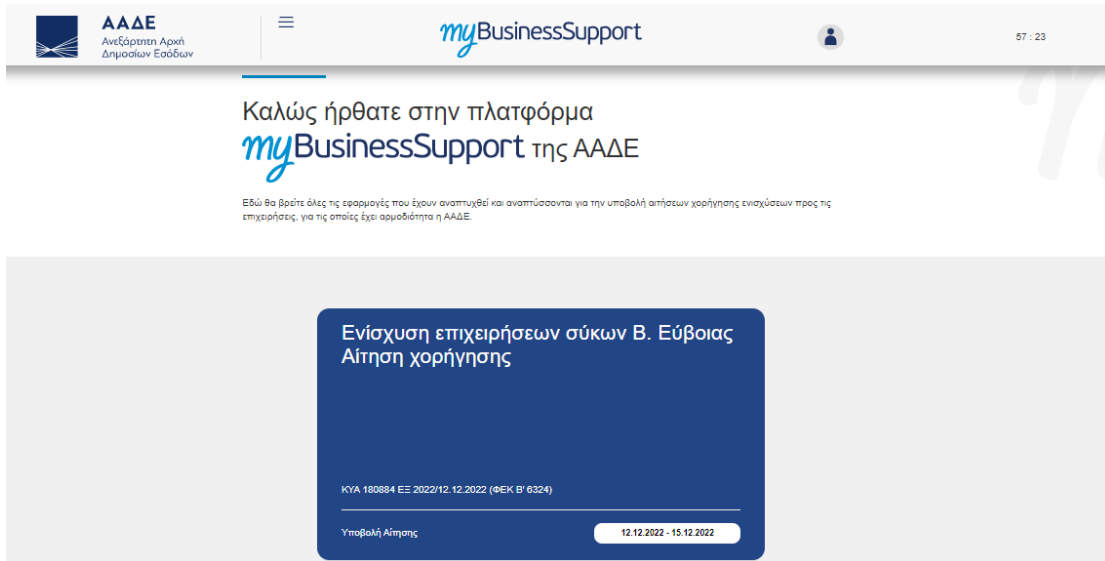 ΑΑΔΕ
Ανεξάρτητη Αρχή
Δημοσίων Εσόδων
myBusinessSupport
57 : 23
Καλώς ήρθατε στην πλατφόρμα
myBusinessSupport της ΑΑΔΕ
Εδώ θα βρείτε όλες τις εφαρμογές που έχουν αναπτυχθεί και αναπτύσσονται για την υποβολή αιτήσεων χορήγησης ενισχύσεων προς τις
επιχειρήσεις, για τις οποίες έχει αρμοδιότητα η ΑΑΔΕ.
Ενίσχυση επιχειρήσεων σύκων Β. Εύβοιας
Αίτηση χορήγησης
ΚΥΑ 180884 ΕΞ 2022/12.12.2022 (ΦΕΚ Β' 6324)
Υποβολή Αίτησης
12.12.2022 - 15.12.2022